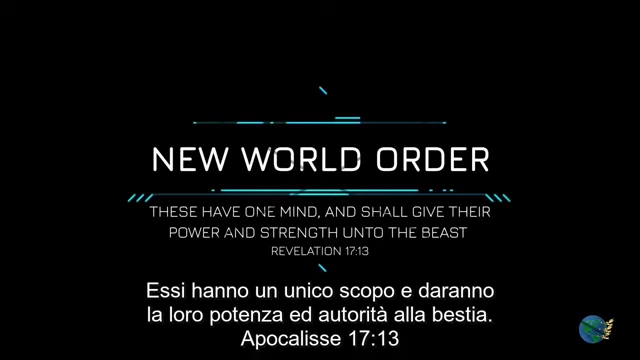 NEW WORLD ORDER
THESE HAVE ONE MIND, AND SHALL GIVE THEIR
POWER AND STRENGTH UNTO THE BEAST
REVELATION 17:13
Essi hanno un unico scopo e daranno
la loro potenza ed autorità alla bestia.
Apocalisse 17:13